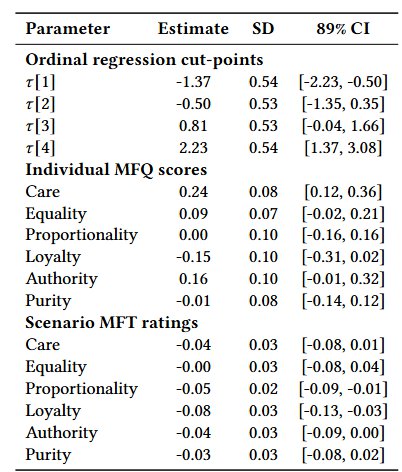 Parameter Estimate SD 89% CI
Ordinal regression cut-points
τ[1] -1.37 0.54 [-2.23, -0.50]
τ[2] -0.50 0.53 [-1.35, 0.35]
τ[3] 0.81 0.53 [-0.04, 1.66]
τ[4] 2.23 0.54 [1.37, 3.08]
Individual MFQ scores
Care 0.24 0.08 [0.12, 0.36]
Equality 0.09 0.07 [-0.02, 0.21]
Proportionality 0.00 0.10 [-0.16, 0.16]
Loyalty -0.15 0.10 [-0.31, 0.02]
Authority 0.16 0.10 [-0.01, 0.32]
Purity -0.01 0.08 [-0.14, 0.12]
Scenario MFT ratings
Care -0.04 0.03 [-0.08, 0.01]
Equality -0.00 0.03 [-0.08, 0.04]
Proportionality -0.05 0.02 [-0.09, -0.01]
Loyalty -0.08 0.03 [-0.13, -0.03]
Authority -0.04 0.03 [-0.09, 0.00]
Purity -0.03 0.03 [-0.08, 0.02]